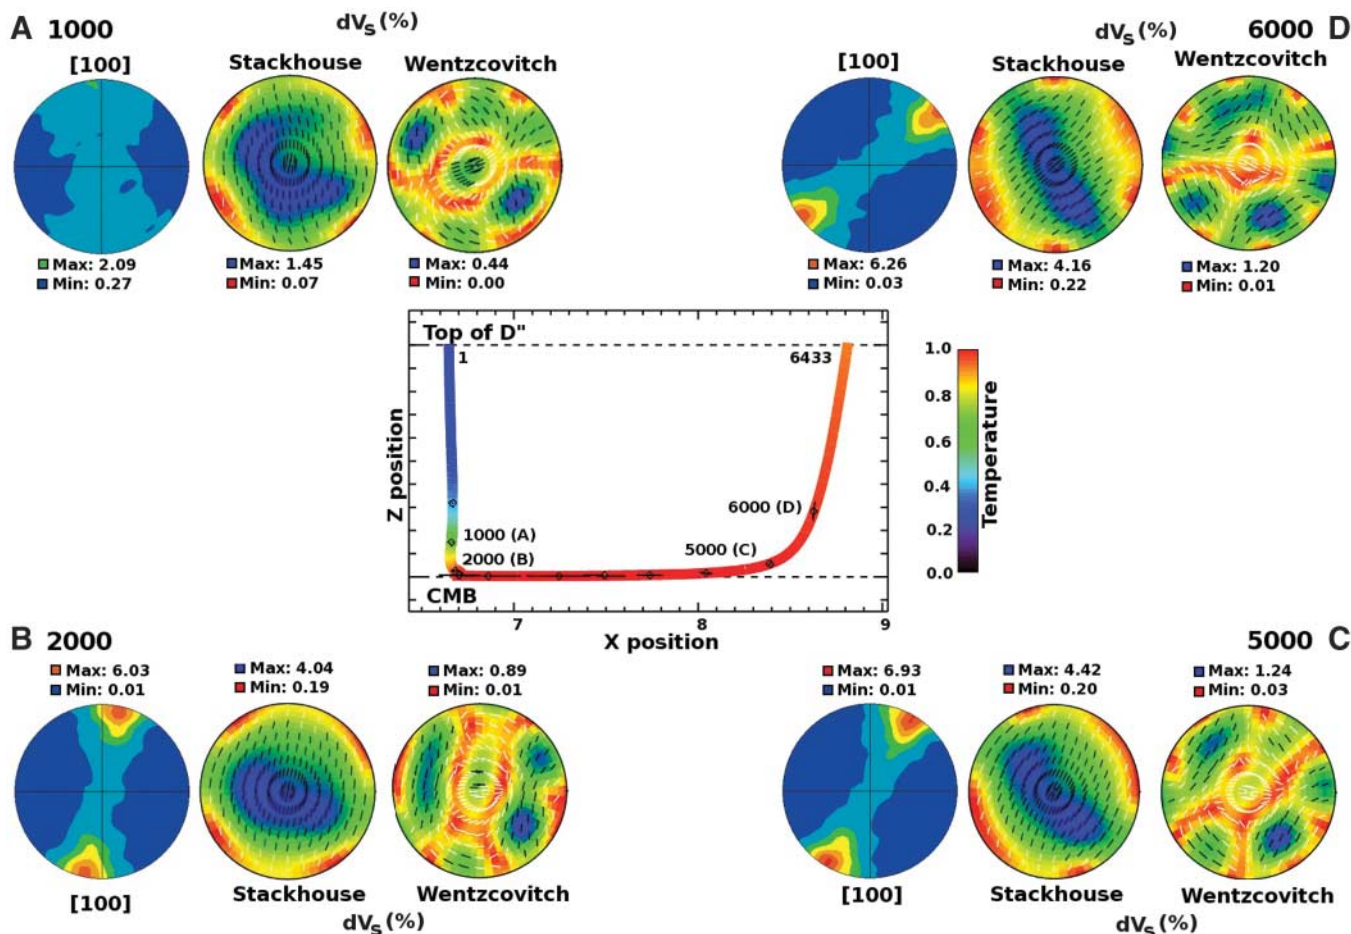 A 1000
dVS (%)
[100]
Stackhouse
Wentzcovitch
Max: 2.09
Min: 0.27
Max: 1.45
Min: 0.07
Max: 0.44
Min: 0.00
dVS (%)
6000 D
[100]
Stackhouse
Wentzcovitch
Max: 6.26
Min: 0.03
Max: 4.16
Min: 0.22
Max: 1.20
Min: 0.01
Top of D"
1
6433
Z position
1000 (A)
2000 (B)
5000 (C)
6000 (D)
CMB
7
8
9
X position
1.0
0.8
0.6
0.4
0.2
0.0
Temperature
B 2000
Max: 6.03
Min: 0.01
Max: 4.04
Min: 0.19
Max: 0.89
Min: 0.01
[100]
Stackhouse
Wentzcovitch
dVS (%)
5000 C
Max: 6.93
Min: 0.01
Max: 4.42
Min: 0.20
Max: 1.24
Min: 0.03
[100]
Stackhouse
Wentzcovitch
dVS (%)